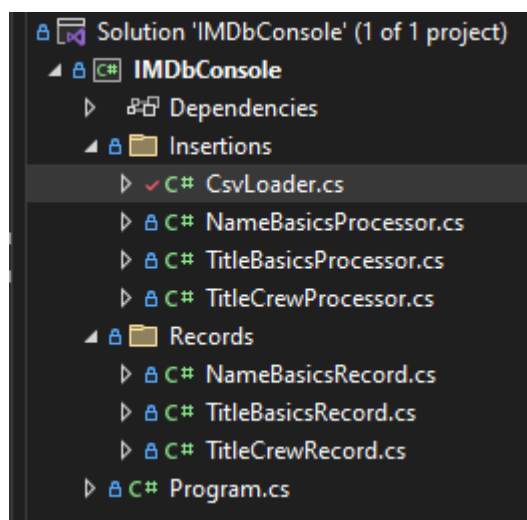 Solution 'IMDbConsole' (1 of 1 project)
C# IMDbConsole
Dependencies
Insertions
C# CsvLoader.cs
C# NameBasicsProcessor.cs
C# TitleBasicsProcessor.cs
C# TitleCrewProcessor.cs
Records
C# NameBasicsRecord.cs
C# TitleBasicsRecord.cs
C# TitleCrewRecord.cs
C# Program.cs